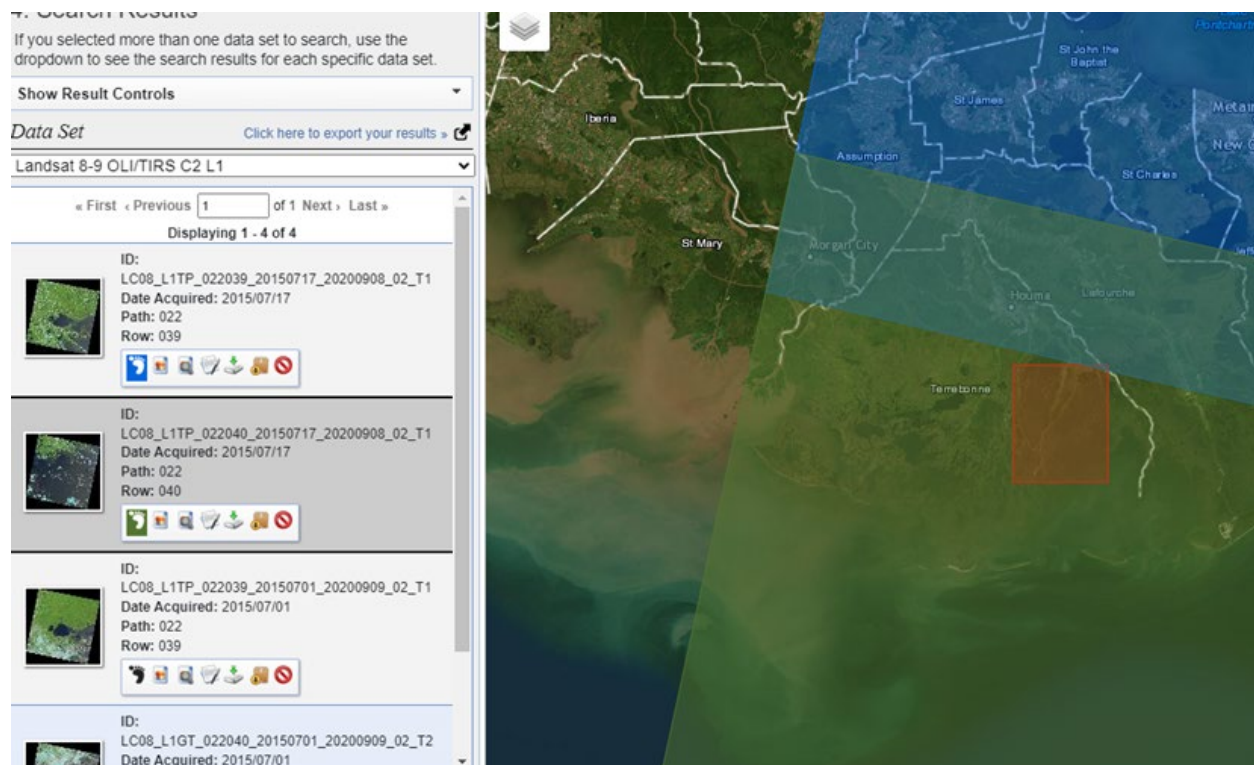 4. Search Results
If you selected more than one data set to search, use the
dropdown to see the search results for each specific data set.
Show Result Controls
Data Set
Click here to export your results »
Landsat 8-9 OLI/TIRS C2 L1
« First ‹ Previous 1 of 1 Next › Last »
Displaying 1 - 4 of 4
ID:
LC08_L1TP_022039_20150717_20200908_02_T1
Date Acquired: 2015/07/17
Path: 022
Row: 039
ID:
LC08_L1TP_022040_20150717_20200908_02_T1
Date Acquired: 2015/07/17
Path: 022
Row: 040
ID:
LC08_L1TP_022039_20150701_20200909_02_T1
Date Acquired: 2015/07/01
Path: 022
Row: 039
ID:
LC08_L1GT_022040_20150701_20200909_02_T2
Date Acquired: 2015/07/01
St John the
Baptist
St James
Iberia
Metair
New O
Assumption
St Charles
St Mary
Morgan City
Jeff
Houma
Lafourche
Terrebonne